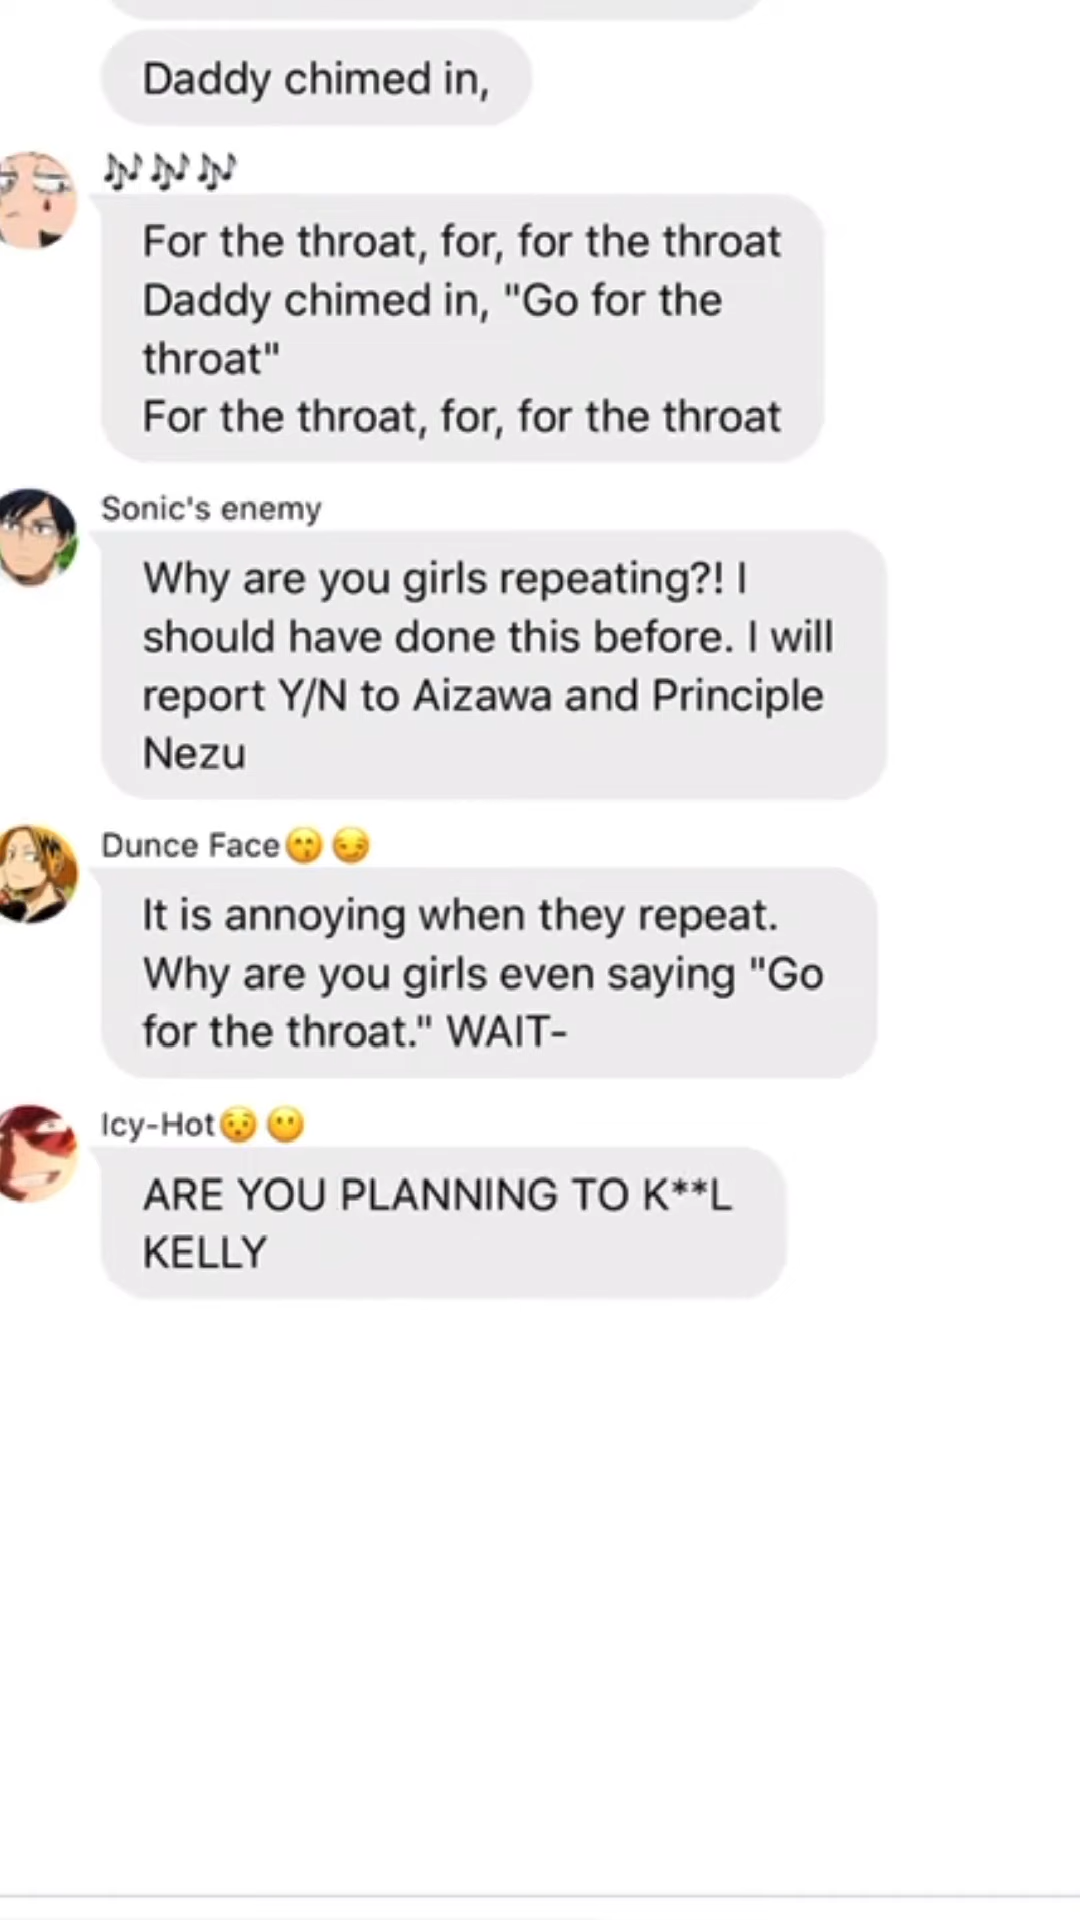 Daddy chimed in,
🎶🎶🎶
For the throat, for, for the throat
Daddy chimed in, "Go for the
throat"
For the throat, for, for the throat
Sonic's enemy
Why are you girls repeating?! I
should have done this before. I will
report Y/N to Aizawa and Principle
Nezu
Dunce Face😙😏
It is annoying when they repeat.
Why are you girls even saying "Go
for the throat." WAIT-
Icy-Hot😯😶
ARE YOU PLANNING TO K**L
KELLY